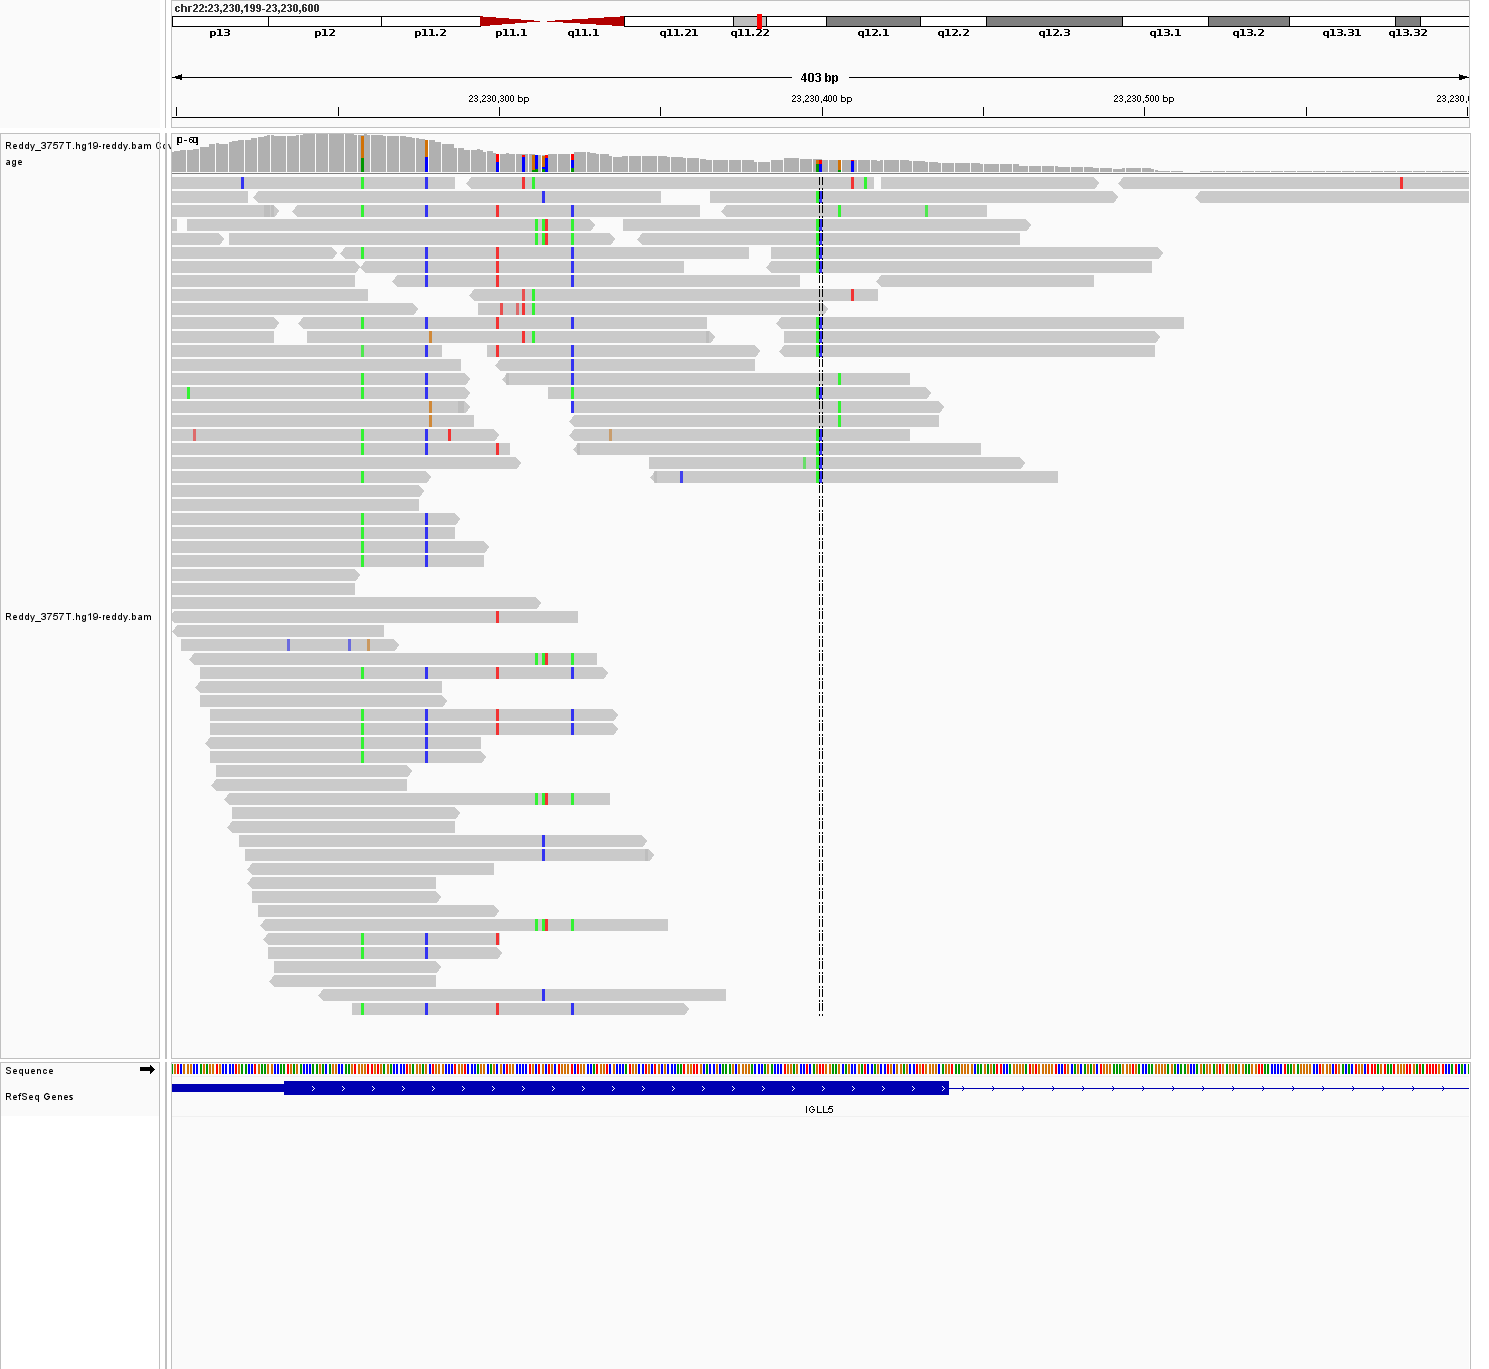 chr22:23,230,199-23,230,600
p13 p12 p11.2 p11.1 q11.1 q11.21 q11.22 q12.1 q12.2 q12.3 q13.1 q13.2 q13.31 q13.32
403 bp
23,230,300 bp 23,230,400 bp 23,230,500 bp 23,230,
Reddy_3757T.hg19-reddy.bam Cov
age
[0 - 60]
Reddy_3757T.hg19-reddy.bam
Sequence
RefSeq Genes
IGLL5